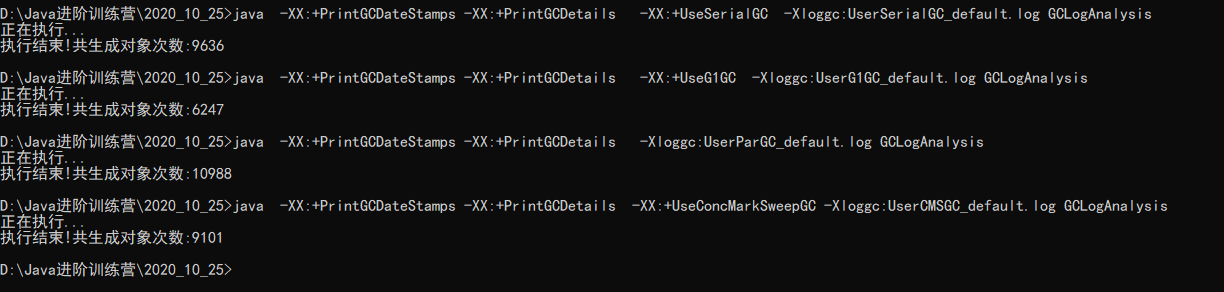 D:\Java进阶训练营\2020_10_25>java  -XX:+PrintGCDateStamps -XX:+PrintGCDetails   -XX:+UseSerialGC  -Xloggc:UserSerialGC_default.log GCLogAnalysis
正在执行...
执行结束!共生成对象次数:9636
D:\Java进阶训练营\2020_10_25>java  -XX:+PrintGCDateStamps -XX:+PrintGCDetails   -XX:+UseG1GC  -Xloggc:UserG1GC_default.log GCLogAnalysis
正在执行...
执行结束!共生成对象次数:6247
D:\Java进阶训练营\2020_10_25>java  -XX:+PrintGCDateStamps -XX:+PrintGCDetails   -Xloggc:UserParGC_default.log GCLogAnalysis
正在执行...
执行结束!共生成对象次数:10988
D:\Java进阶训练营\2020_10_25>java  -XX:+PrintGCDateStamps -XX:+PrintGCDetails  -XX:+UseConcMarkSweepGC -Xloggc:UserCMSGC_default.log GCLogAnalysis
正在执行...
执行结束!共生成对象次数:9101
D:\Java进阶训练营\2020_10_25>